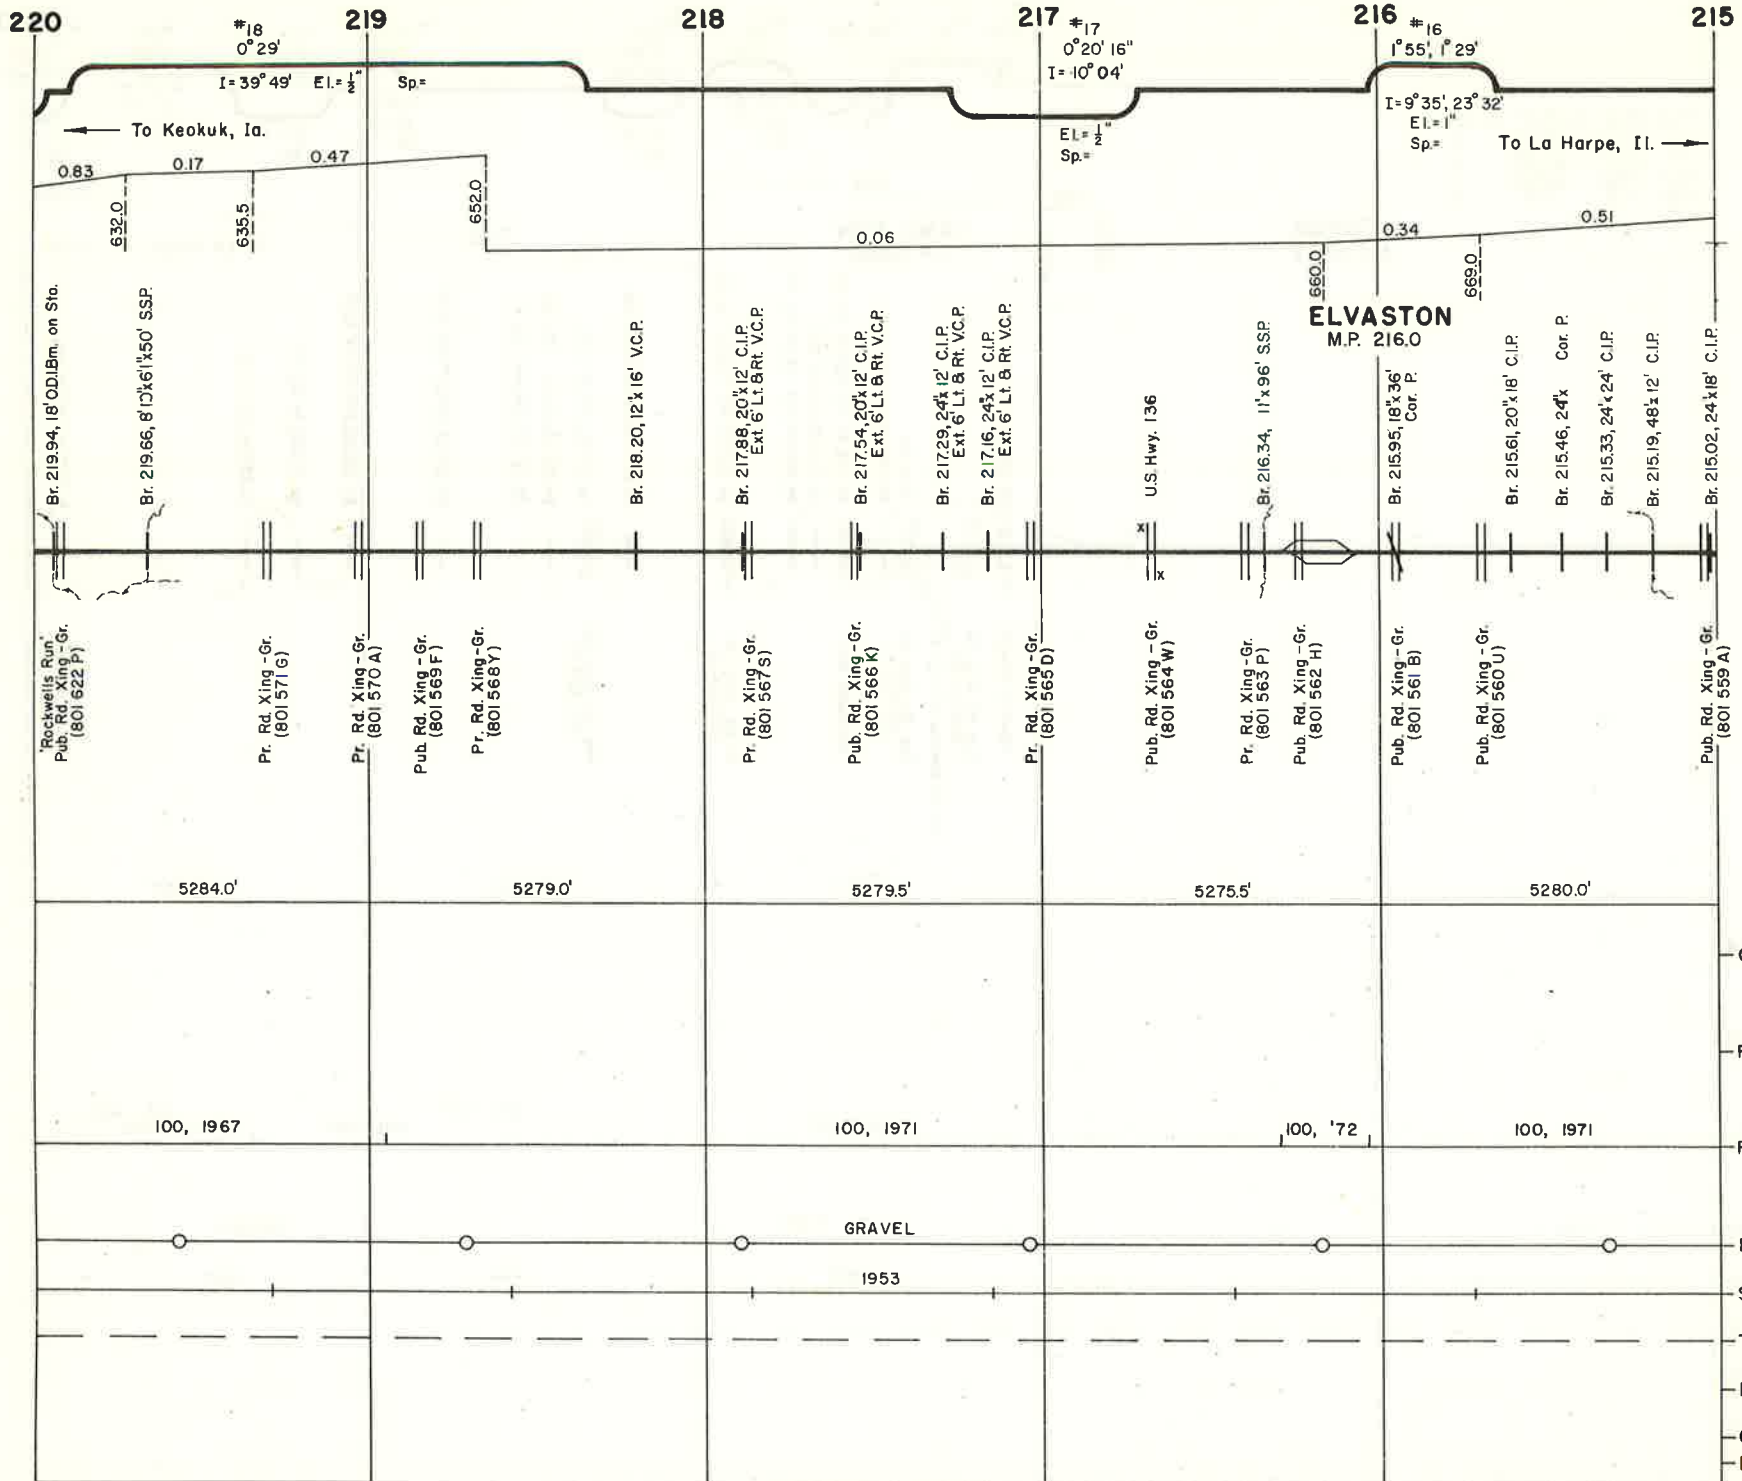 220
219
218
217
216
215
#18
0°29'
I=39°49' El.=½" Sp.=
#17
0°20'16"
I=10°04'
El.=½"
Sp.=
#16
1°55', 1°29'
I=9°35', 23°32'
El.=1"
Sp.=
To Keokuk, Ia.
To La Harpe, Il.
0.83
0.17
0.47
0.06
0.34
0.51
632.0
635.5
652.0
660.0
669.0
ELVASTON
M.P. 216.0
Br. 219.94, 18' O.D.I.Bm. on Sta.
Br. 219.66, 8'10"x6'1"x50' S.S.P.
Br. 218.20, 12"x16' V.C.P.
Br. 217.88, 20"x12' C.I.P.
Ext. 6' Lt. & Rt. V.C.P.
Br. 217.54, 20"x12' C.I.P.
Ext. 6' Lt. & Rt. V.C.P.
Br. 217.29, 24"x12' C.I.P.
Ext. 6' Lt. & Rt. V.C.P.
Br. 217.16, 24"x12' C.I.P.
Ext. 6' Lt. & Rt. V.C.P.
U.S. Hwy. 136
Br. 216.34, 11'x96' S.S.P.
Br. 215.95, 18"x36'
Cor. P.
Br. 215.61, 20"x18' C.I.P.
Br. 215.46, 24"x Cor. P.
Br. 215.33, 24"x24' C.I.P.
Br. 215.19, 48"x12' C.I.P.
Br. 215.02, 24"x18' C.I.P.
x
x
'Rockwells Run'
Pub. Rd. Xing-Gr.
(801 622 P)
Pr. Rd. Xing-Gr.
(801 571 G)
Pr. Rd. Xing-Gr.
(801 570 A)
Pub. Rd. Xing-Gr.
(801 569 F)
Pr. Rd. Xing-Gr.
(801 568 Y)
Pr. Rd. Xing-Gr.
(801 567 S)
Pub. Rd. Xing-Gr.
(801 566 K)
Pr. Rd. Xing-Gr.
(801 565 D)
Pub. Rd. Xing-Gr.
(801 564 W)
Pr. Rd. Xing-Gr.
(801 563 P)
Pub. Rd. Xing-Gr.
(801 562 H)
Pub. Rd. Xing-Gr.
(801 561 B)
Pub. Rd. Xing-Gr.
(801 560 U)
Pub. Rd. Xing-Gr.
(801 559 A)
5284.0'
5279.0'
5279.5'
5275.5'
5280.0'
100, 1967
100, 1971
100, '72
100, 1971
GRAVEL
1953